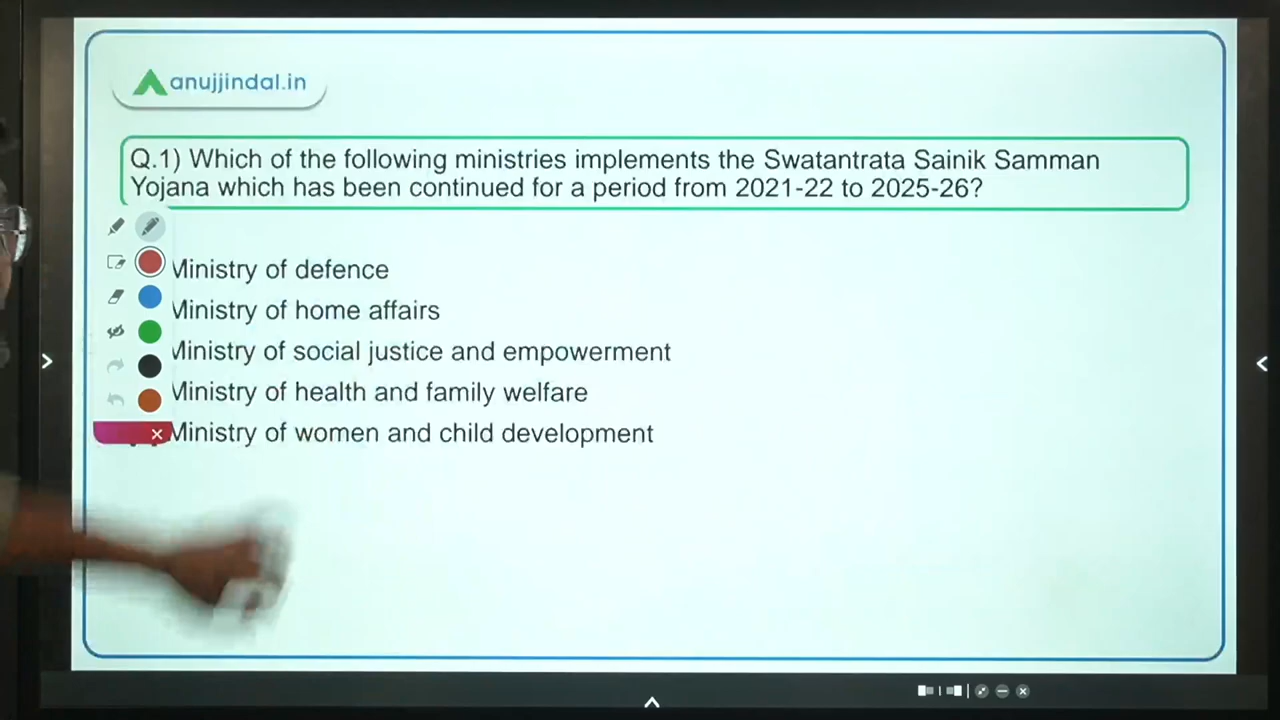 anujjindal.in
Q.1) Which of the following ministries implements the Swatantrata Sainik Samman
Yojana which has been continued for a period from 2021-22 to 2025-26?
Ministry of defence
Ministry of home affairs
Ministry of social justice and empowerment
Ministry of health and family welfare
Ministry of women and child development